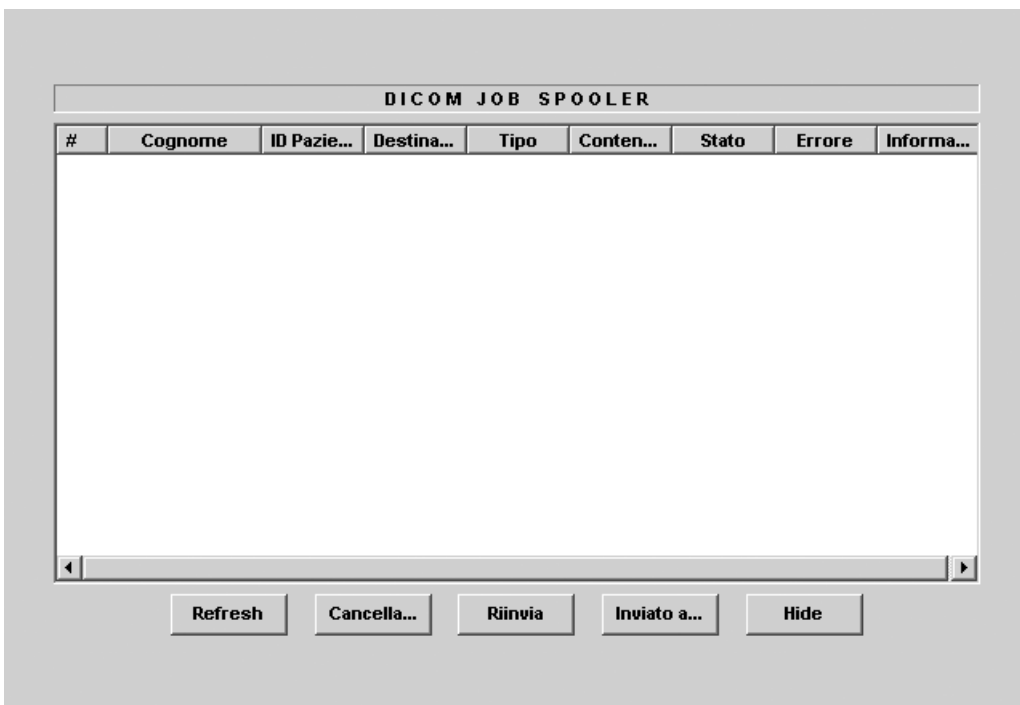 DICOM JOB SPOOLER
# Cognome ID Pazie... Destina... Tipo Conten... Stato Errore Informa...
Refresh Cancella... Riinvia Inviato a... Hide